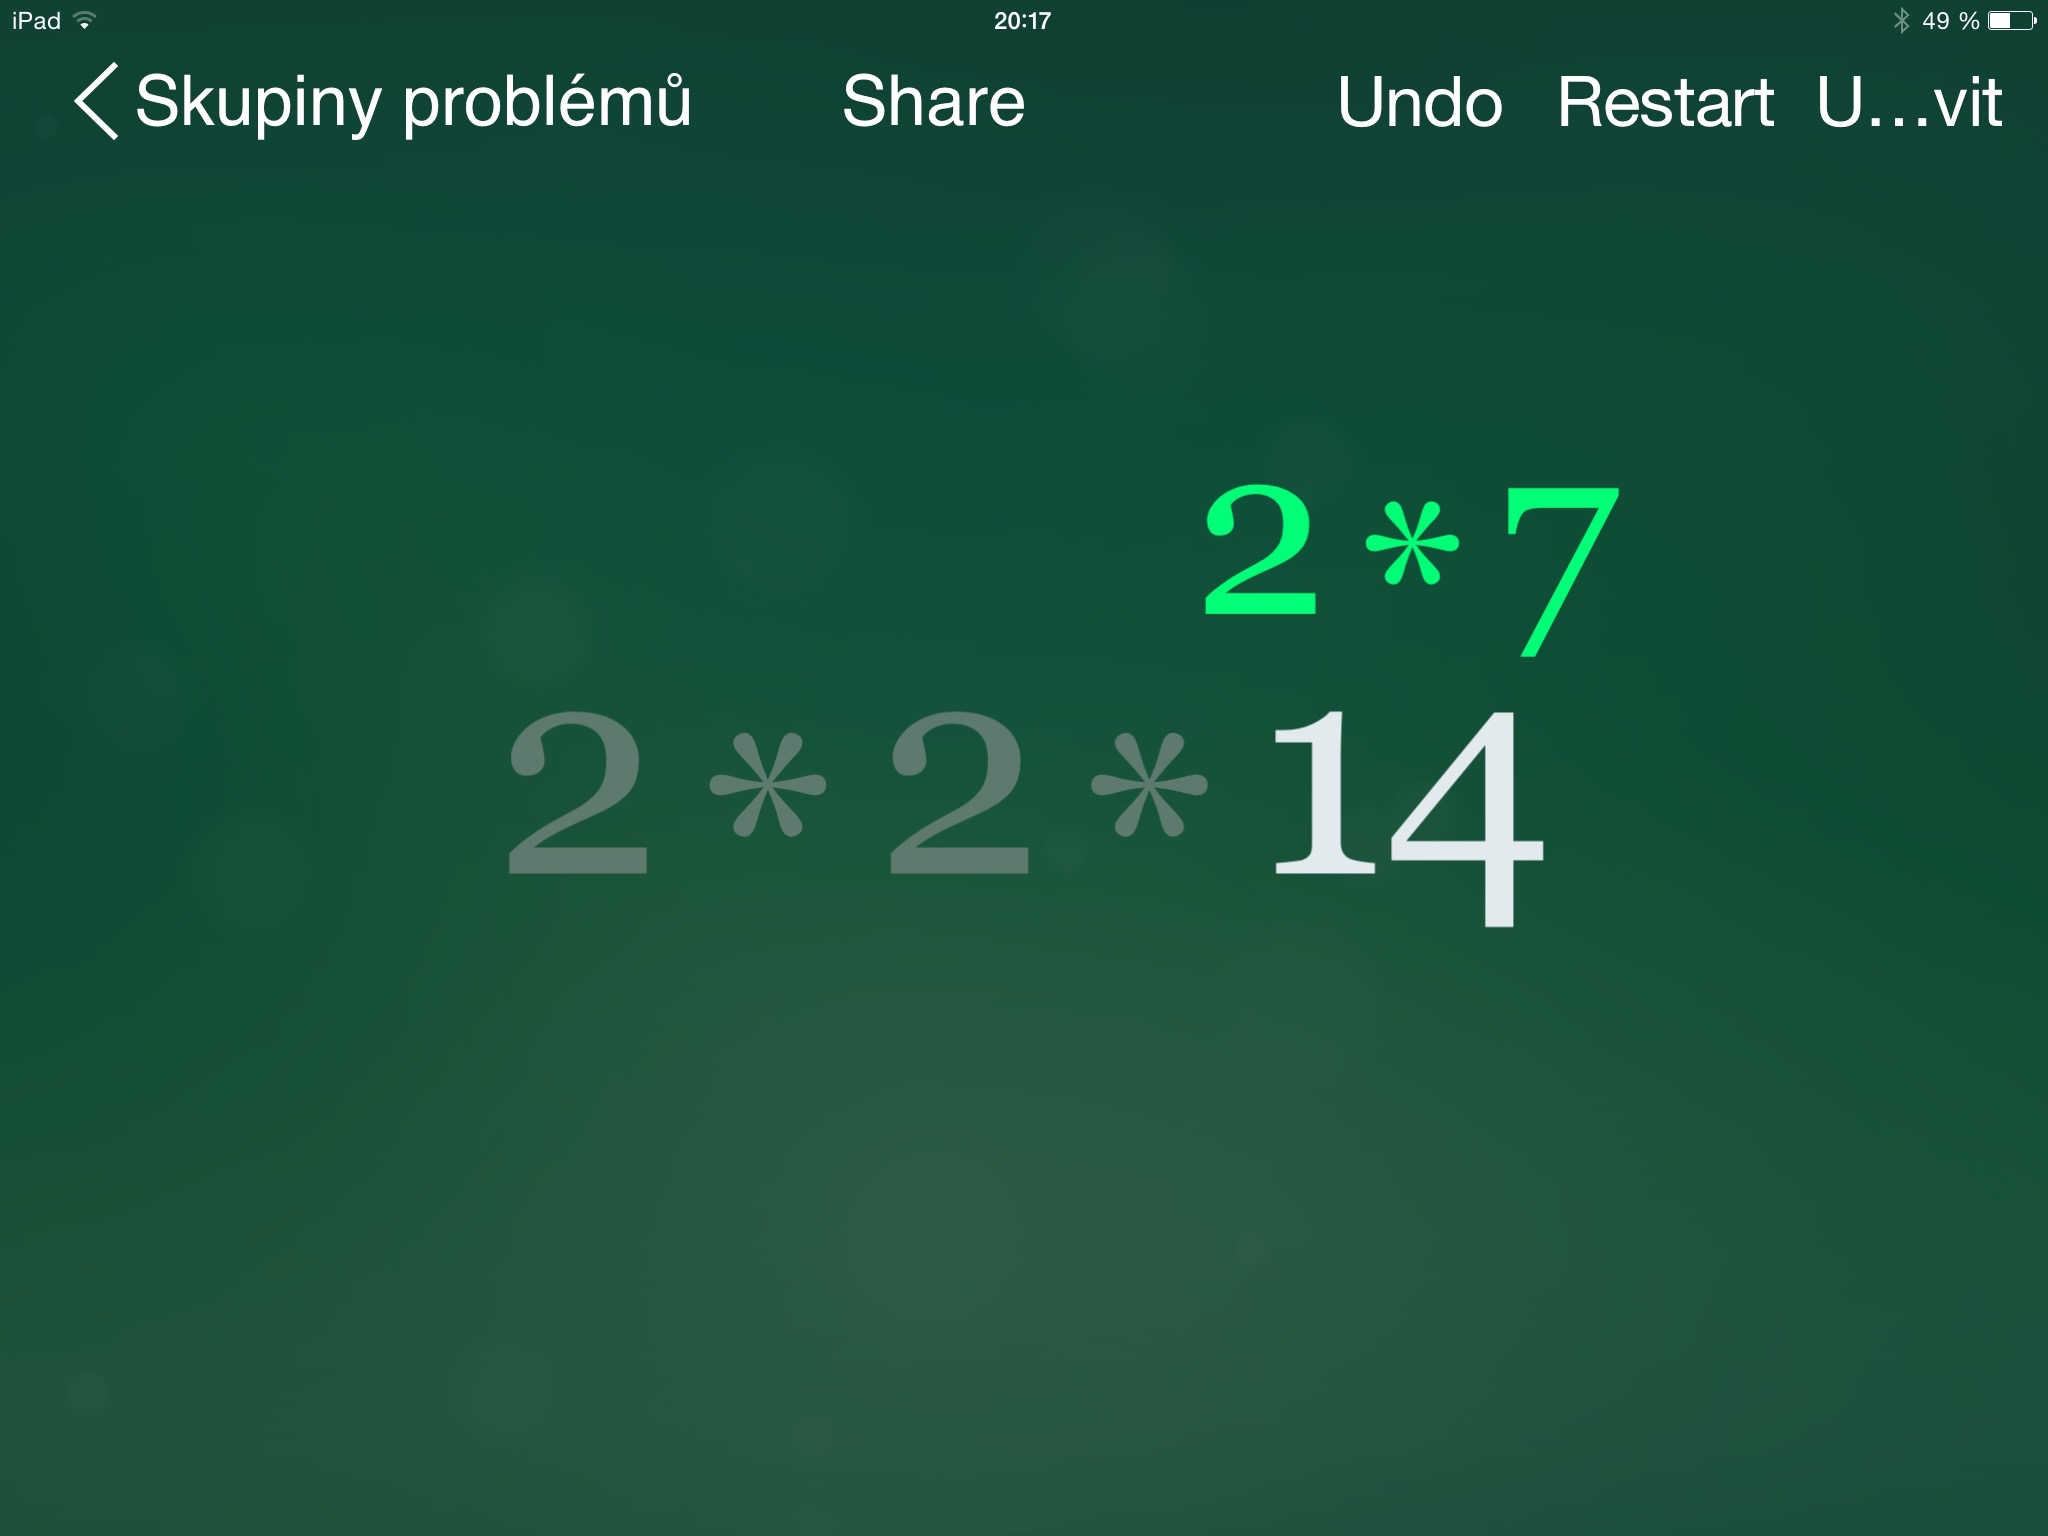 iPad 20:17 49 %
Skupiny problémů Share Undo Restart U...vit
2 * 7
2 * 2 * 14